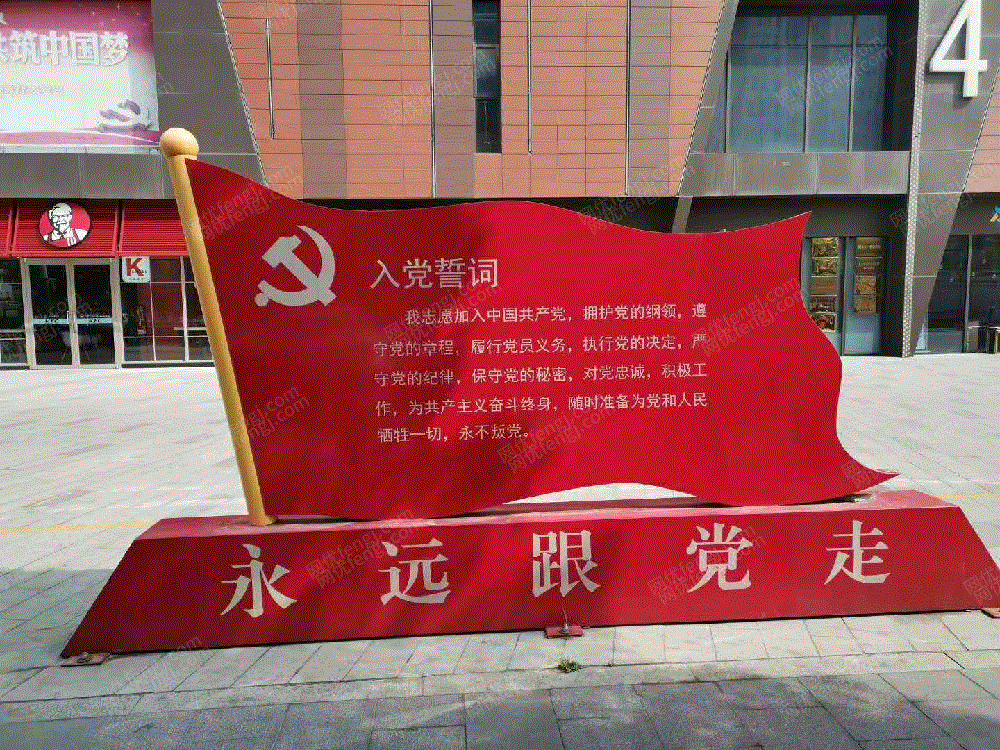 共筑中国梦
4
K
入党誓词
我志愿加入中国共产党，拥护党的纲领，遵
守党的章程，履行党员义务，执行党的决定，严
守党的纪律，保守党的秘密，对党忠诚，积极工
作，为共产主义奋斗终身，随时准备为党和人民
牺牲一切，永不叛党。
永远跟党走